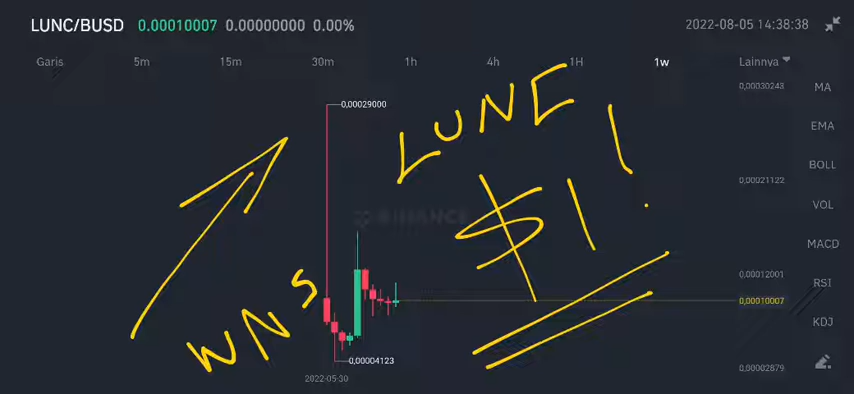 LUNC/BUSD 0.00010007 0.00000000 0.00% 2022-08-05 14:38:38
Garis 5m 15m 30m 1h 4h 1H 1w Lainnya
0,00030243 MA
0,00029000
LUNC !
EMA
BOLL
0,00021122
$1
VOL
BINANCE
MACD
0,00012001
RSI
WNS
0,00010007
KDJ
0,00004123
0,00002879
2022-05-30